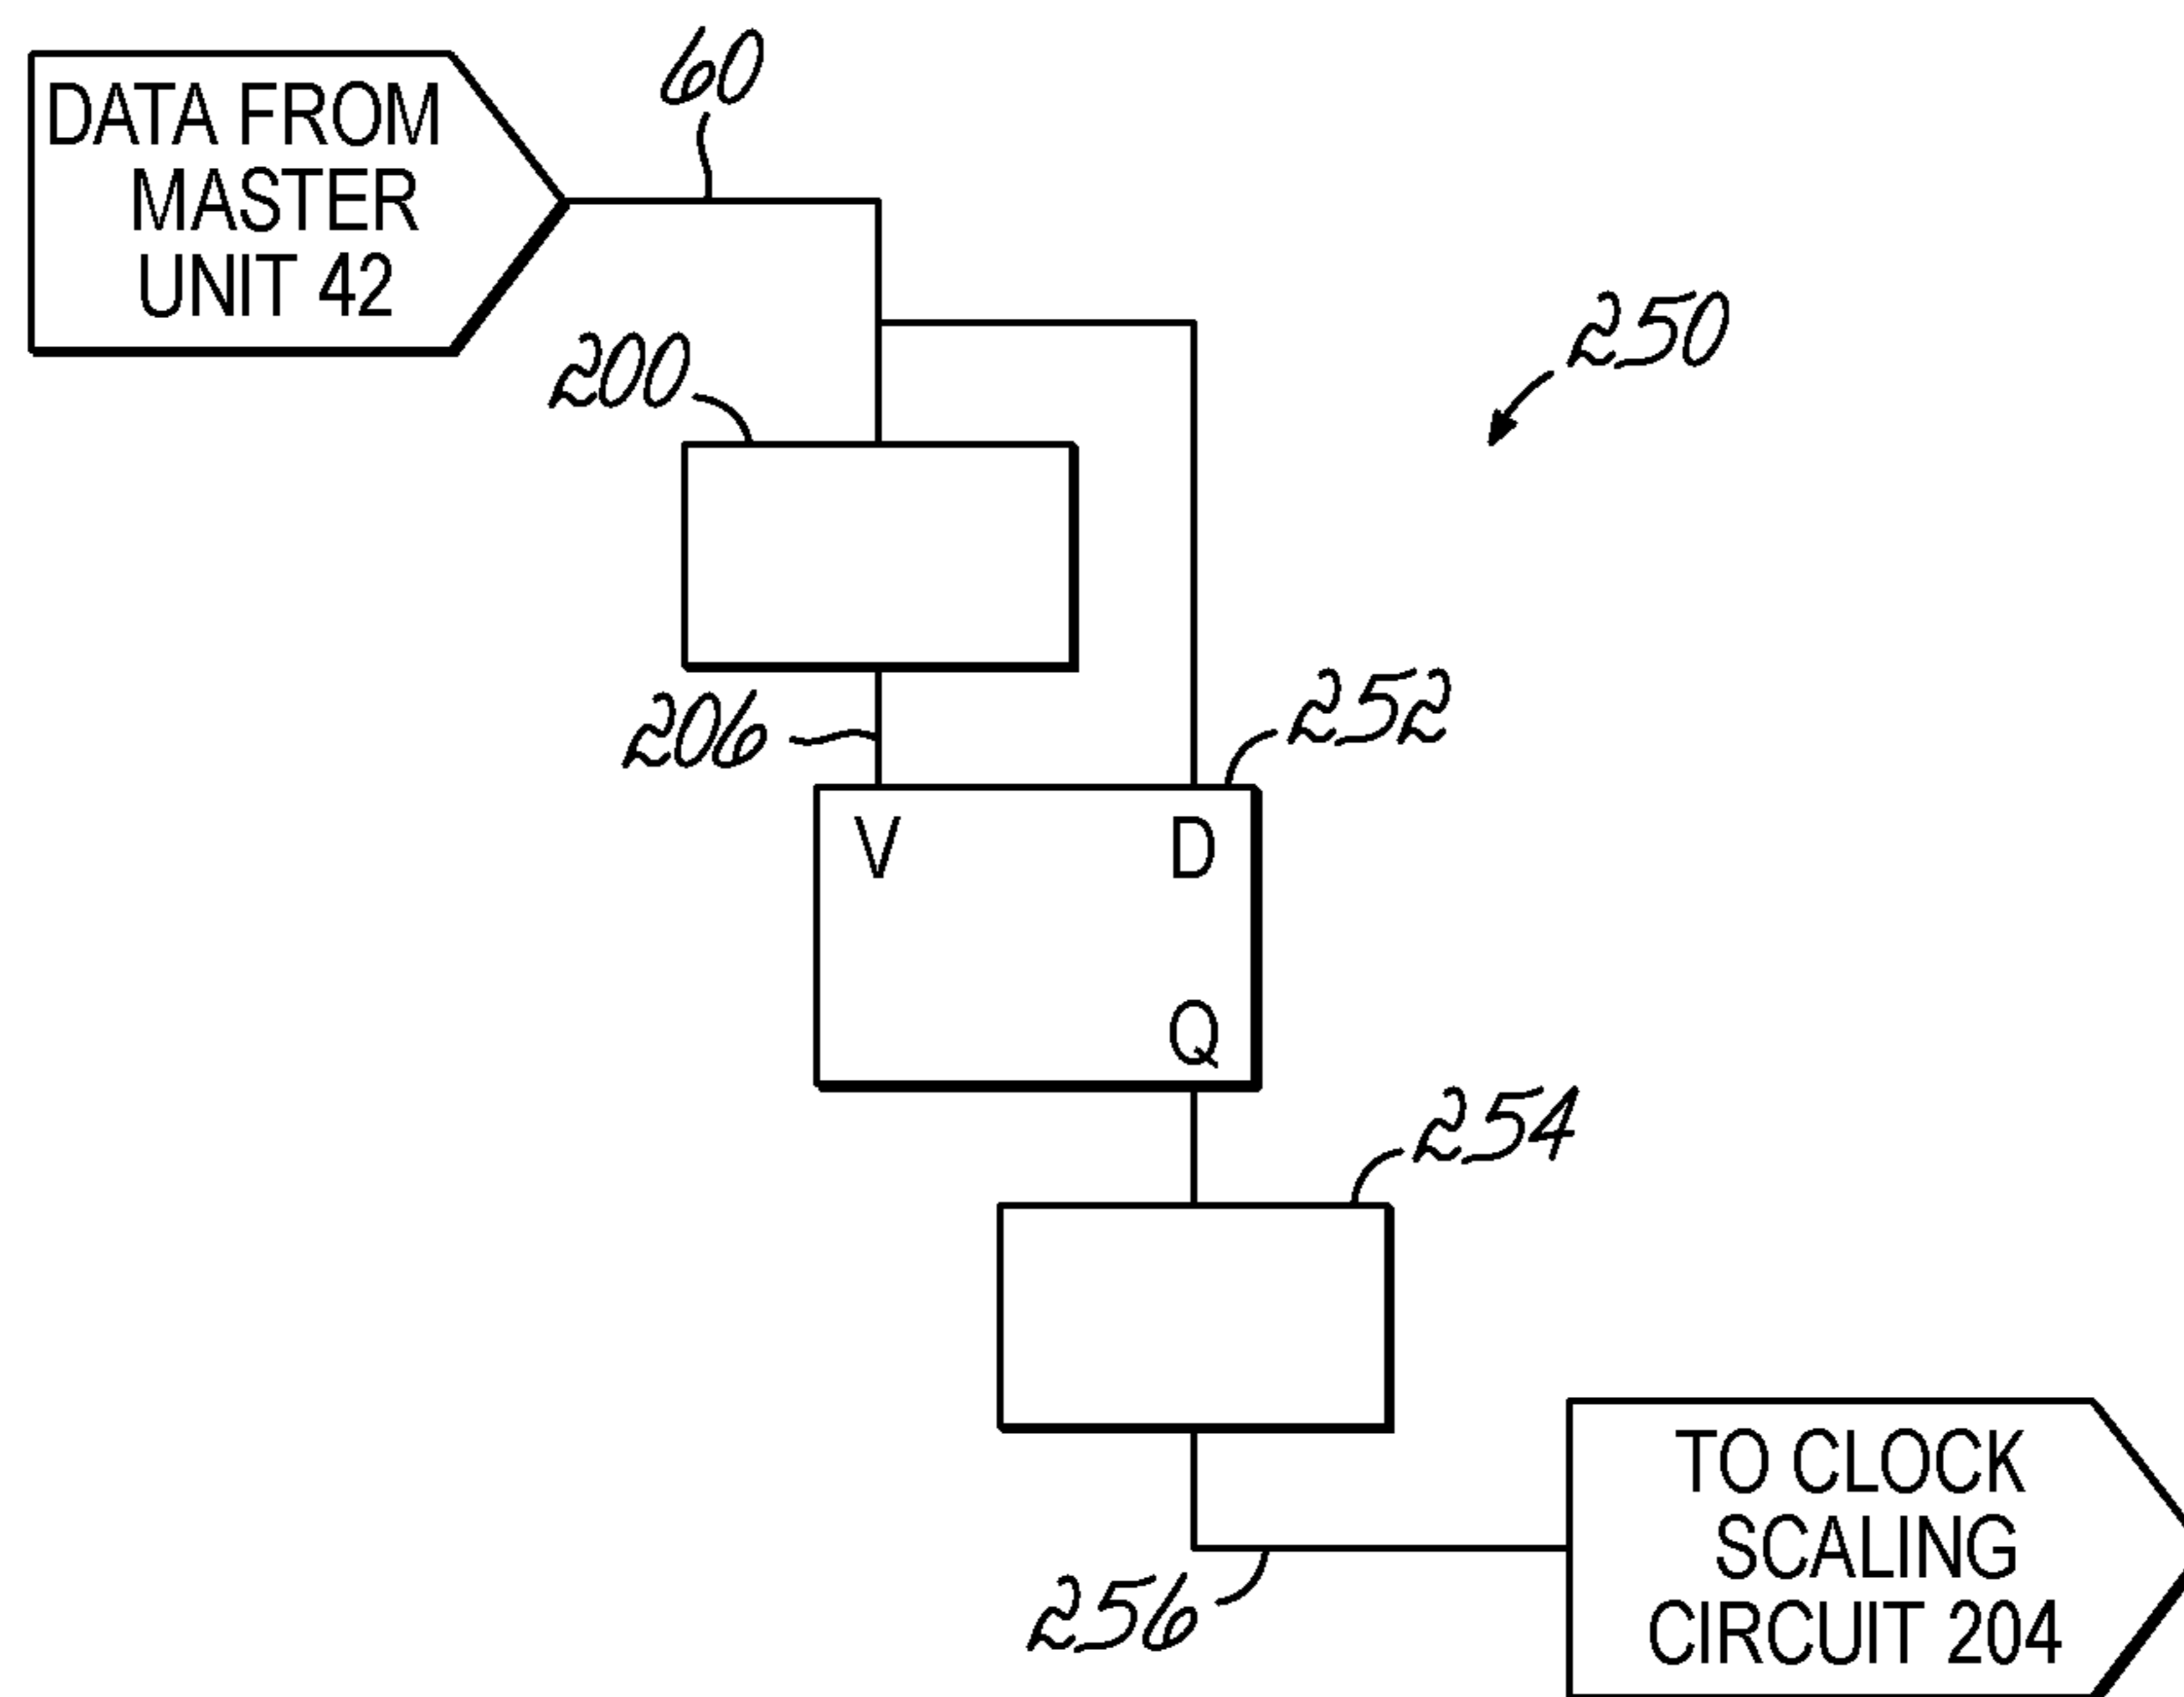 DATA FROM
MASTER
UNIT 42
60
250
200
206
252
V
D
Q
254
256
TO CLOCK
SCALING
CIRCUIT 204